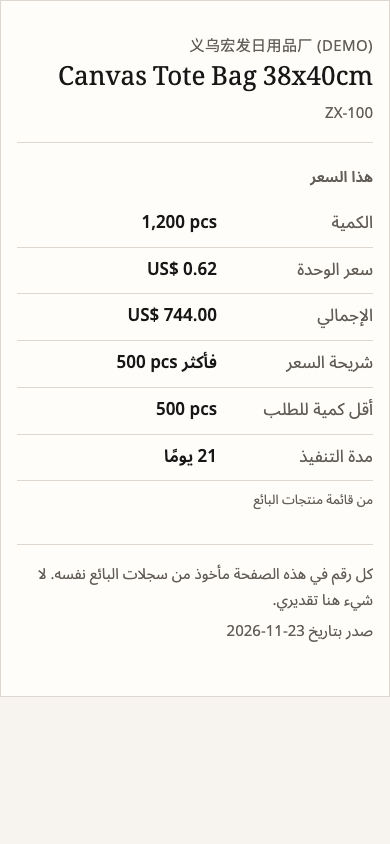 义乌宏发日用品厂 (DEMO)
Canvas Tote Bag 38x40cm
ZX-100
هذا السعر
الكمية 1,200 pcs
سعر الوحدة US$ 0.62
الإجمالي US$ 744.00
شريحة السعر 500 pcs فأكثر
أقل كمية للطلب 500 pcs
مدة التنفيذ 21 يومًا
من قائمة منتجات البائع
كل رقم في هذه الصفحة مأخوذ من سجلات البائع نفسه. لا
شيء هنا تقديري.
صدر بتاريخ 2026-11-23